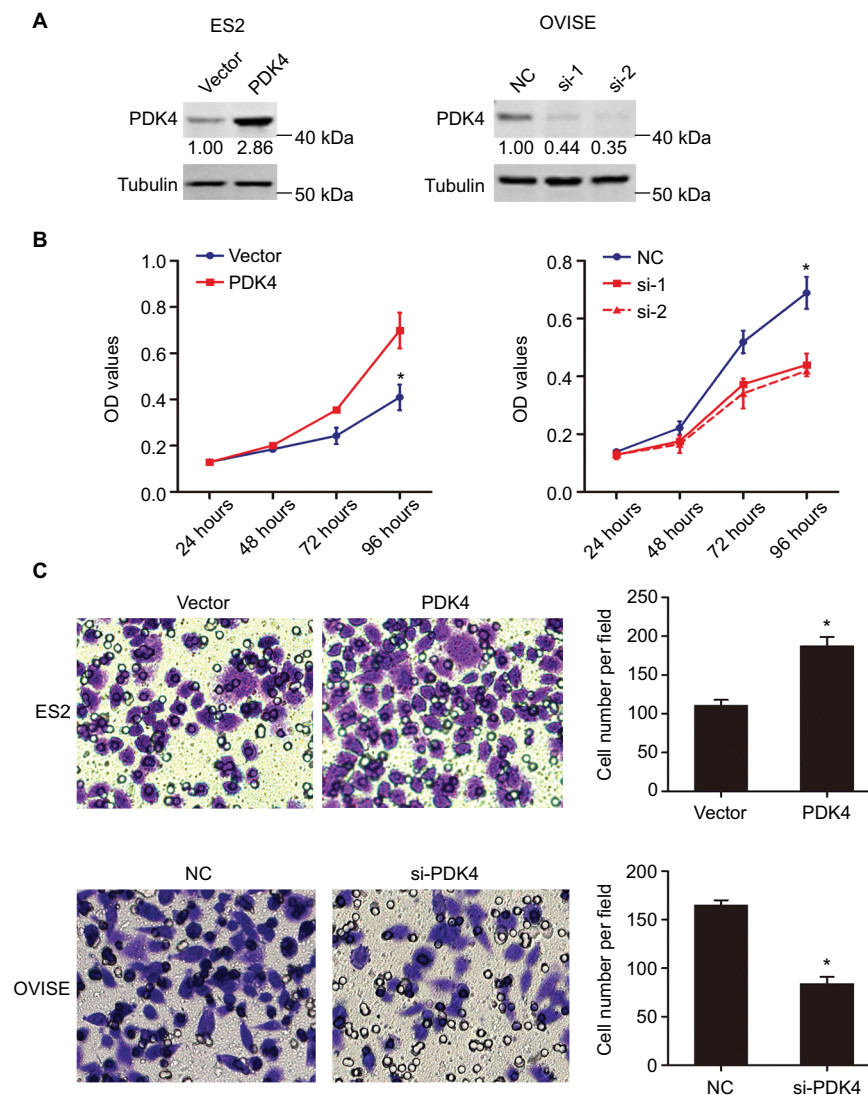 A
ES2
OVISE
Vector
PDK4
NC
si-1
si-2
PDK4
40 kDa
1.00 2.86
Tubulin
50 kDa
PDK4
40 kDa
1.00 0.44 0.35
Tubulin
50 kDa
B
Vector
PDK4
OD values
1.0
0.8
0.6
0.4
0.2
0.0
*
24 hours
48 hours
72 hours
96 hours
NC
si-1
si-2
OD values
0.8
0.6
0.4
0.2
0.0
*
24 hours
48 hours
72 hours
96 hours
C
Vector
PDK4
ES2
Cell number per field
250
200
150
100
50
0
*
Vector
PDK4
NC
si-PDK4
OVISE
Cell number per field
200
150
100
50
0
*
NC
si-PDK4